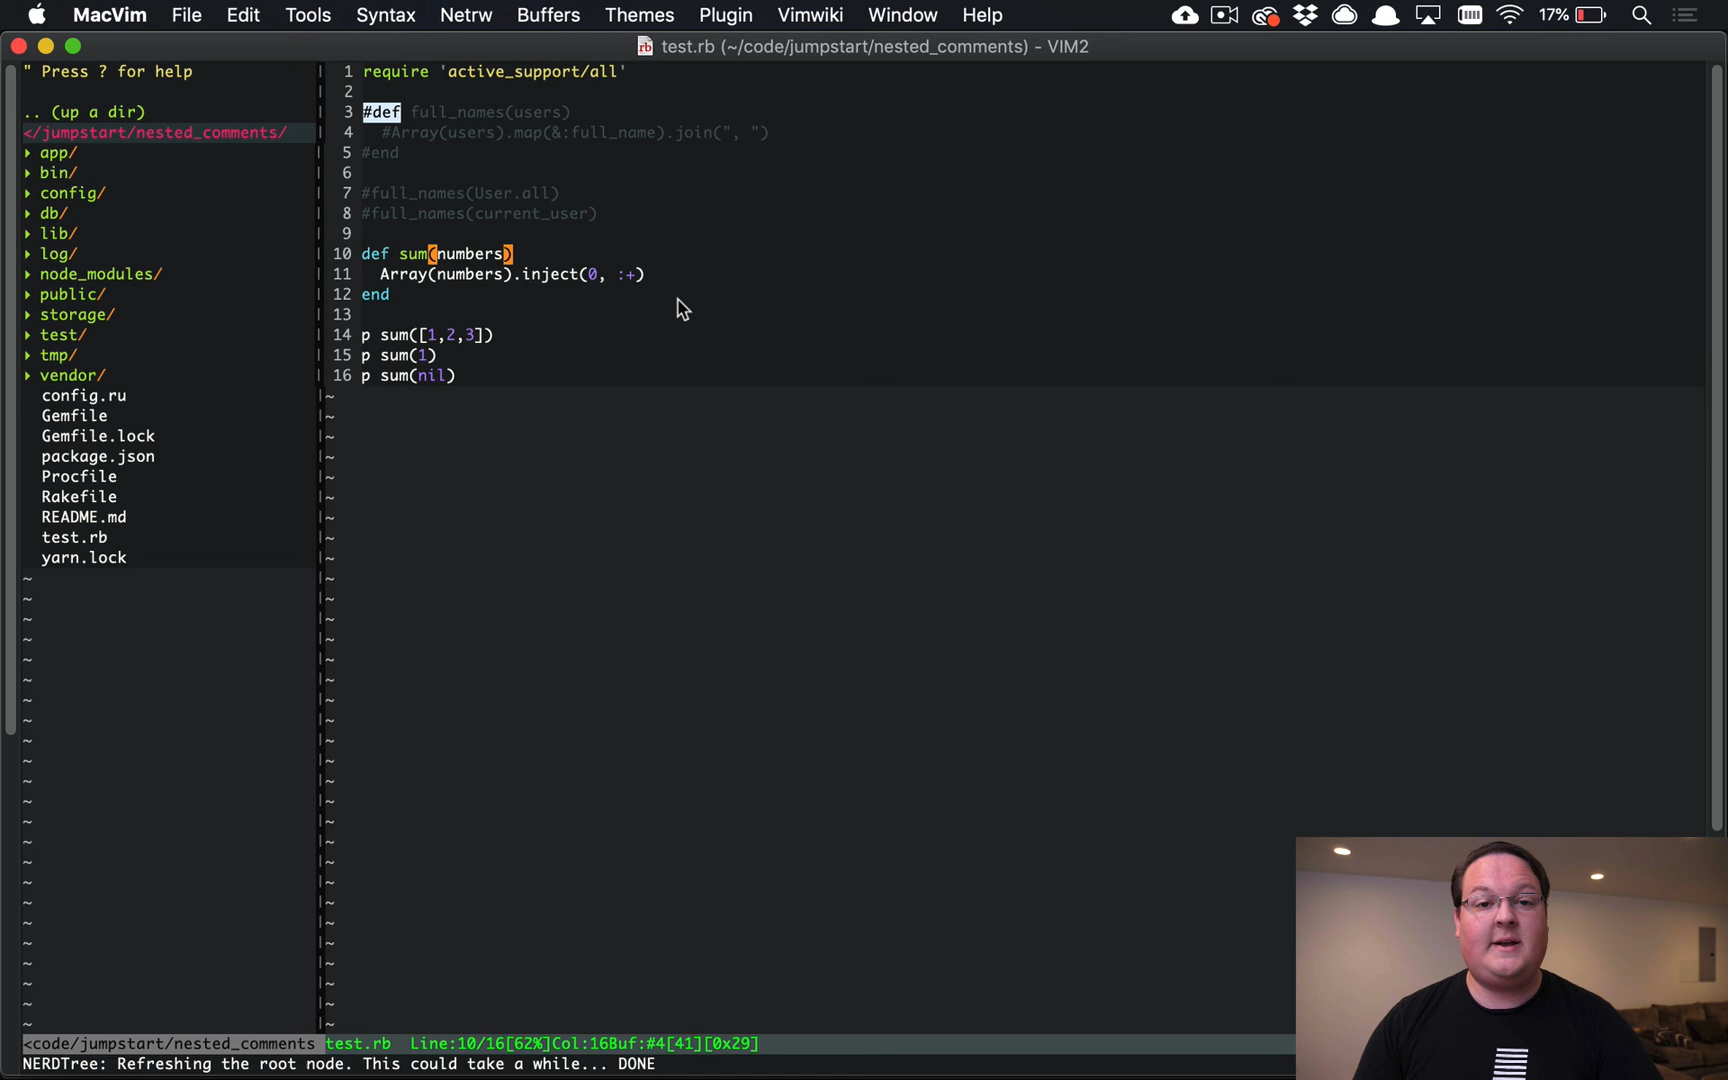 MacVim File Edit Tools Syntax Netrw Buffers Themes Plugin Vimwiki Window Help 17%
test.rb (~/code/jumpstart/nested_comments) - VIM2
" Press ? for help
.. (up a dir)
</jumpstart/nested_comments/
app/
bin/
config/
db/
lib/
log/
node_modules/
public/
storage/
test/
tmp/
vendor/
config.ru
Gemfile
Gemfile.lock
package.json
Procfile
Rakefile
README.md
test.rb
yarn.lock
1 require 'active_support/all'
2
3 #def full_names(users)
4 #Array(users).map(&:full_name).join(", ")
5 #end
6
7 #full_names(User.all)
8 #full_names(current_user)
9
10 def sum(numbers)
11 Array(numbers).inject(0, :+)
12 end
13
14 p sum([1,2,3])
15 p sum(1)
16 p sum(nil)
<code/jumpstart/nested_comments test.rb Line:10/16[62%]Col:16Buf:#4[41][0x29]
NERDTree: Refreshing the root node. This could take a while... DONE